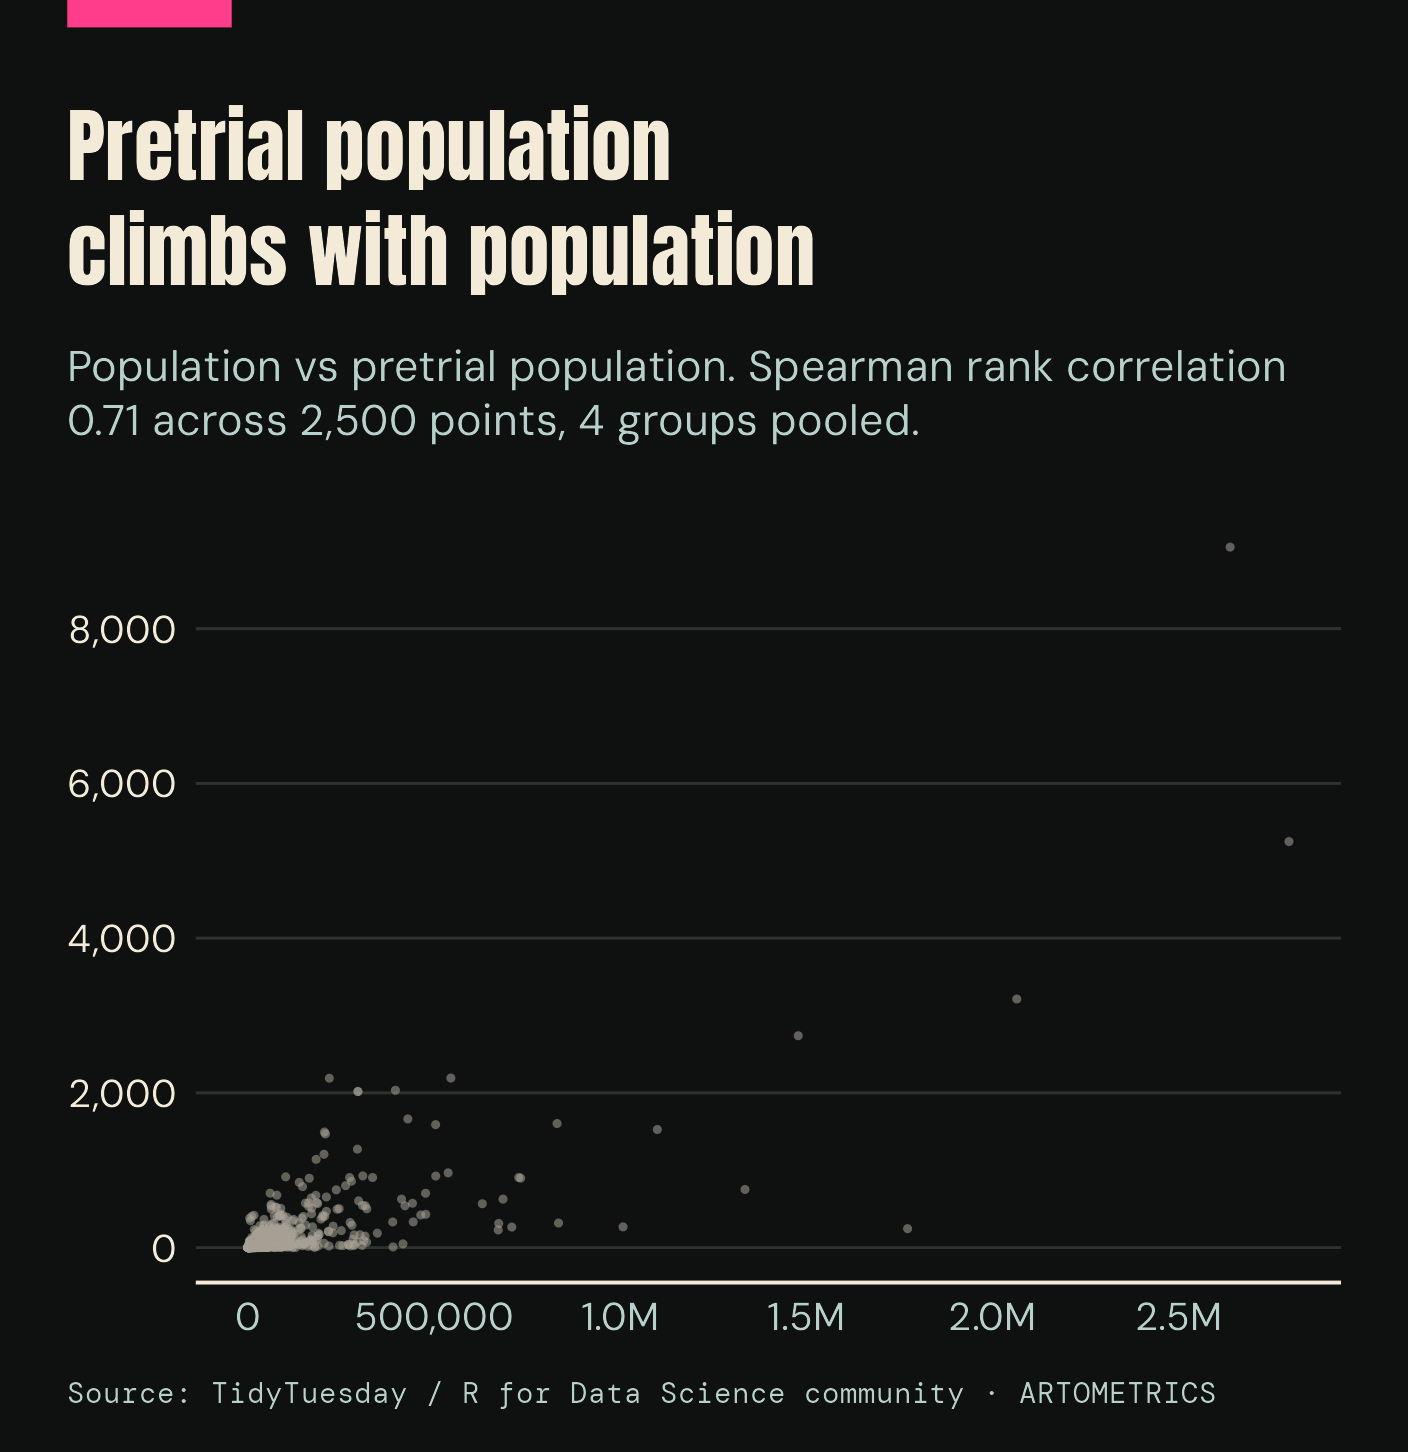 Pretrial population
climbs with population
Population vs pretrial population. Spearman rank correlation
0.71 across 2,500 points, 4 groups pooled.
8,000
6,000
4,000
2,000
0
0 500,000 1.0M 1.5M 2.0M 2.5M
Source: TidyTuesday / R for Data Science community · ARTOMETRICS